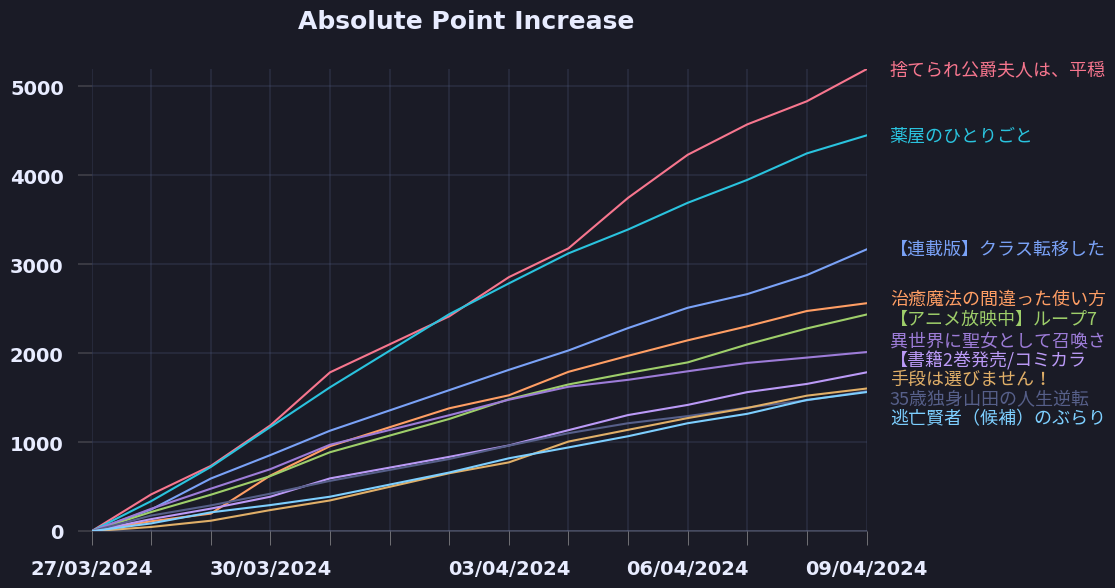 Absolute Point Increase
5000
4000
3000
2000
1000
0
27/03/2024
30/03/2024
03/04/2024
06/04/2024
09/04/2024
捨てられ公爵夫人は、平穏
薬屋のひとりごと
【連載版】クラス転移した
治癒魔法の間違った使い方
【アニメ放映中】ループ7
異世界に聖女として召喚さ
【書籍2巻発売/コミカラ
手段は選びません！
35歳独身山田の人生逆転
逃亡賢者（候補）のぶらり